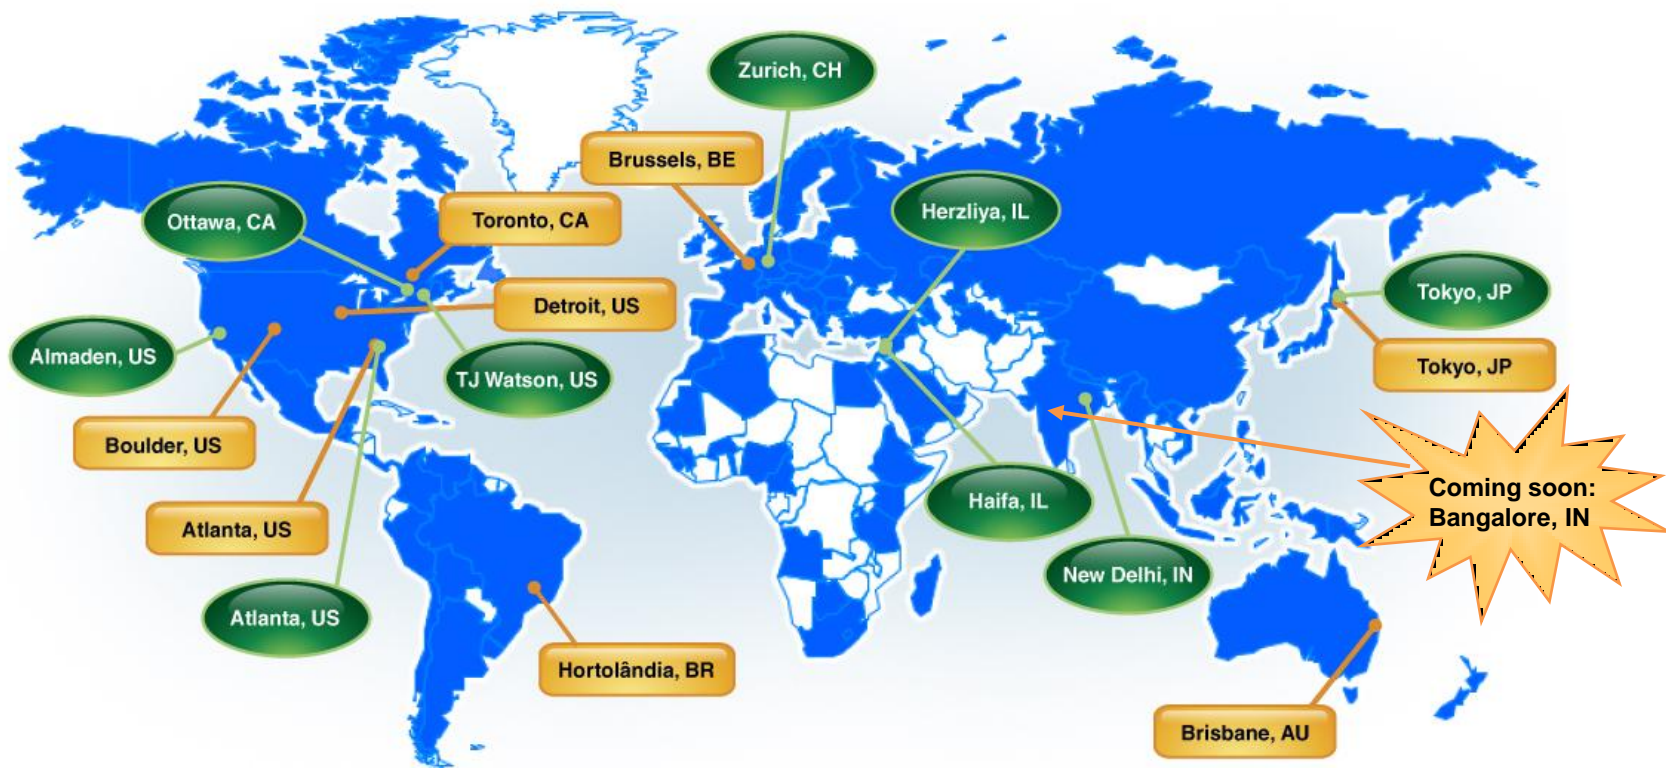 Zurich, CH
Brussels, BE
Ottawa, CA
Toronto, CA
Herzliya, IL
Tokyo, JP
Detroit, US
Almaden, US
TJ Watson, US
Tokyo, JP
Boulder, US
Coming soon:
Bangalore, IN
Haifa, IL
Atlanta, US
New Delhi, IN
Atlanta, US
Hortolândia, BR
Brisbane, AU